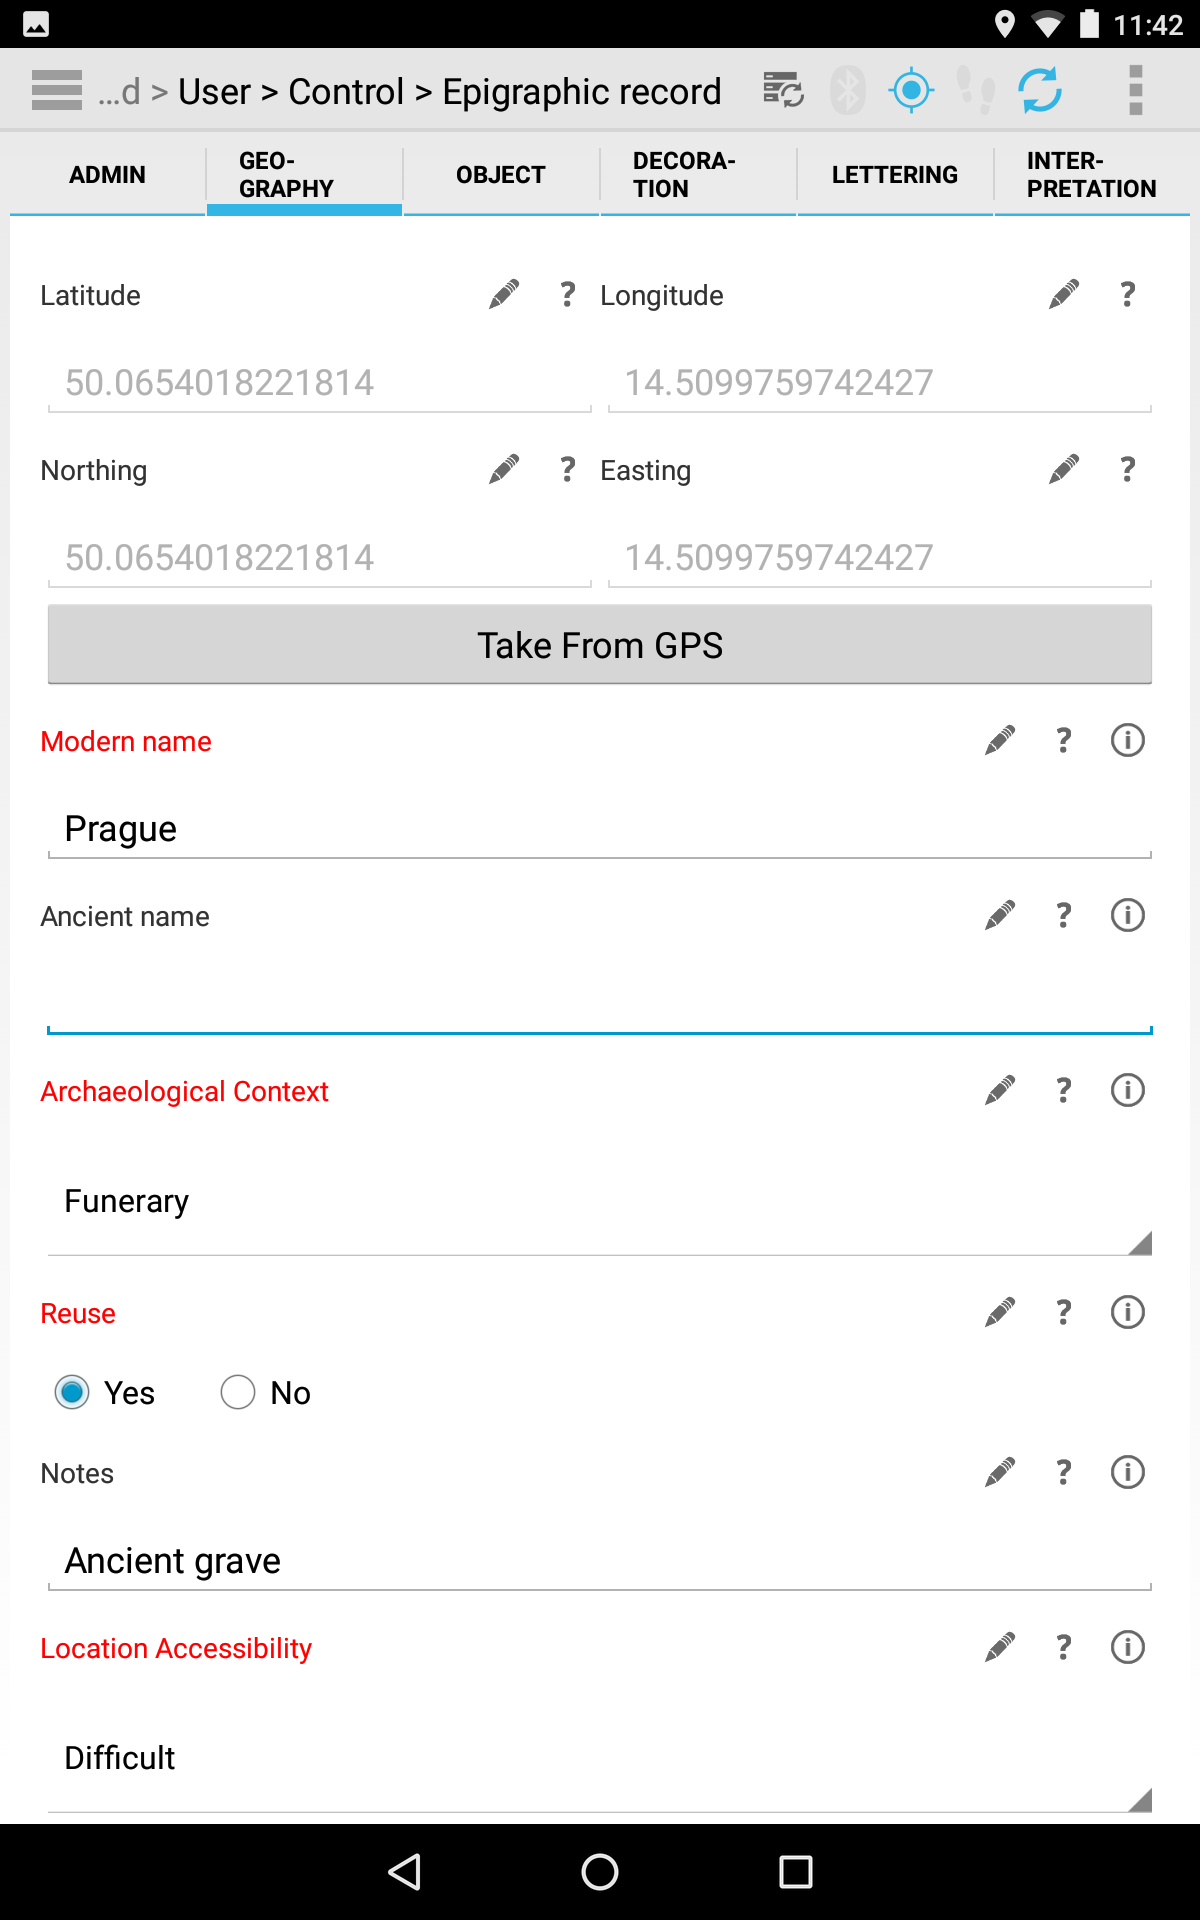 11:42
...d > User > Control > Epigraphic record
ADMIN
GEO-
GRAPHY
OBJECT
DECORA-
TION
LETTERING
INTER-
PRETATION
Latitude ? Longitude ?
50.0654018221814 14.5099759742427
Northing ? Easting ?
50.0654018221814 14.5099759742427
Take From GPS
Modern name ? i
Prague
Ancient name ? i
Archaeological Context ? i
Funerary
Reuse ? i
Yes No
Notes ? i
Ancient grave
Location Accessibility ? i
Difficult